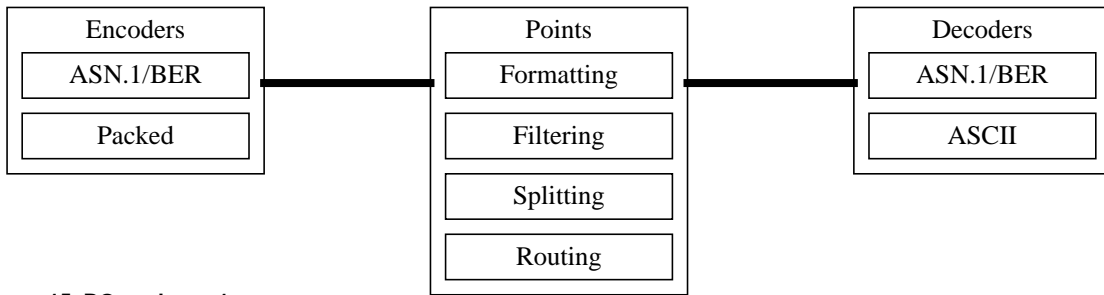 Encoders
ASN.1/BER
Packed
Points
Formatting
Filtering
Splitting
Routing
Decoders
ASN.1/BER
ASCII